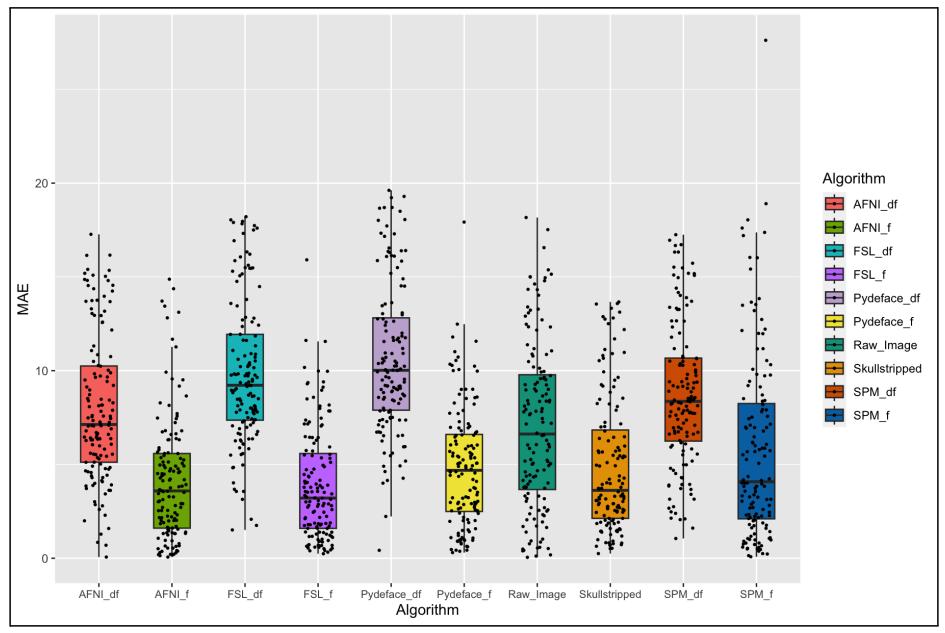 MAE
20
10
0
AFNI_df AFNI_f FSL_df FSL_f Pydeface_df Pydeface_f Raw_Image Skullstripped SPM_df SPM_f
Algorithm
Algorithm
AFNI_df
AFNI_f
FSL_df
FSL_f
Pydeface_df
Pydeface_f
Raw_Image
Skullstripped
SPM_df
SPM_f